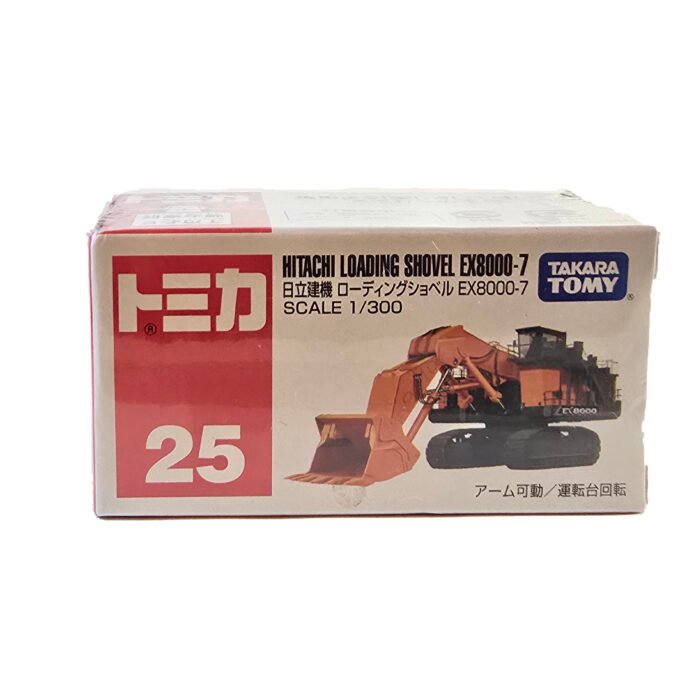 トミカ
®
25
HITACHI LOADING SHOVEL EX8000-7
日立建機 ローディングショベル EX8000-7
SCALE 1/300
TAKARA
TOMY
®
EX8000
アーム可動／運転台回転